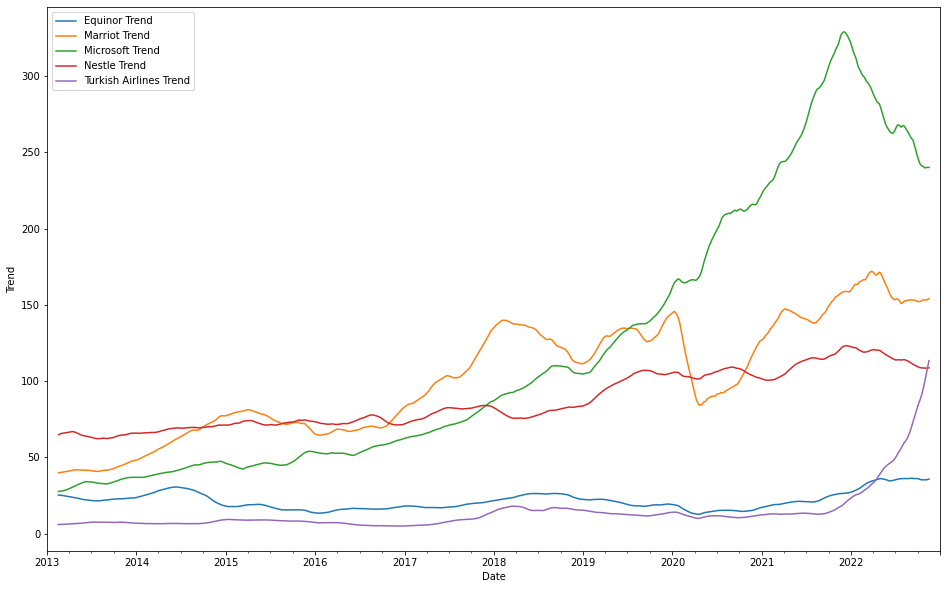 Equinor Trend
Marriot Trend
Microsoft Trend
Nestle Trend
Turkish Airlines Trend
300
250
200
150
100
50
0
Trend
2013 2014 2015 2016 2017 2018 2019 2020 2021 2022
Date